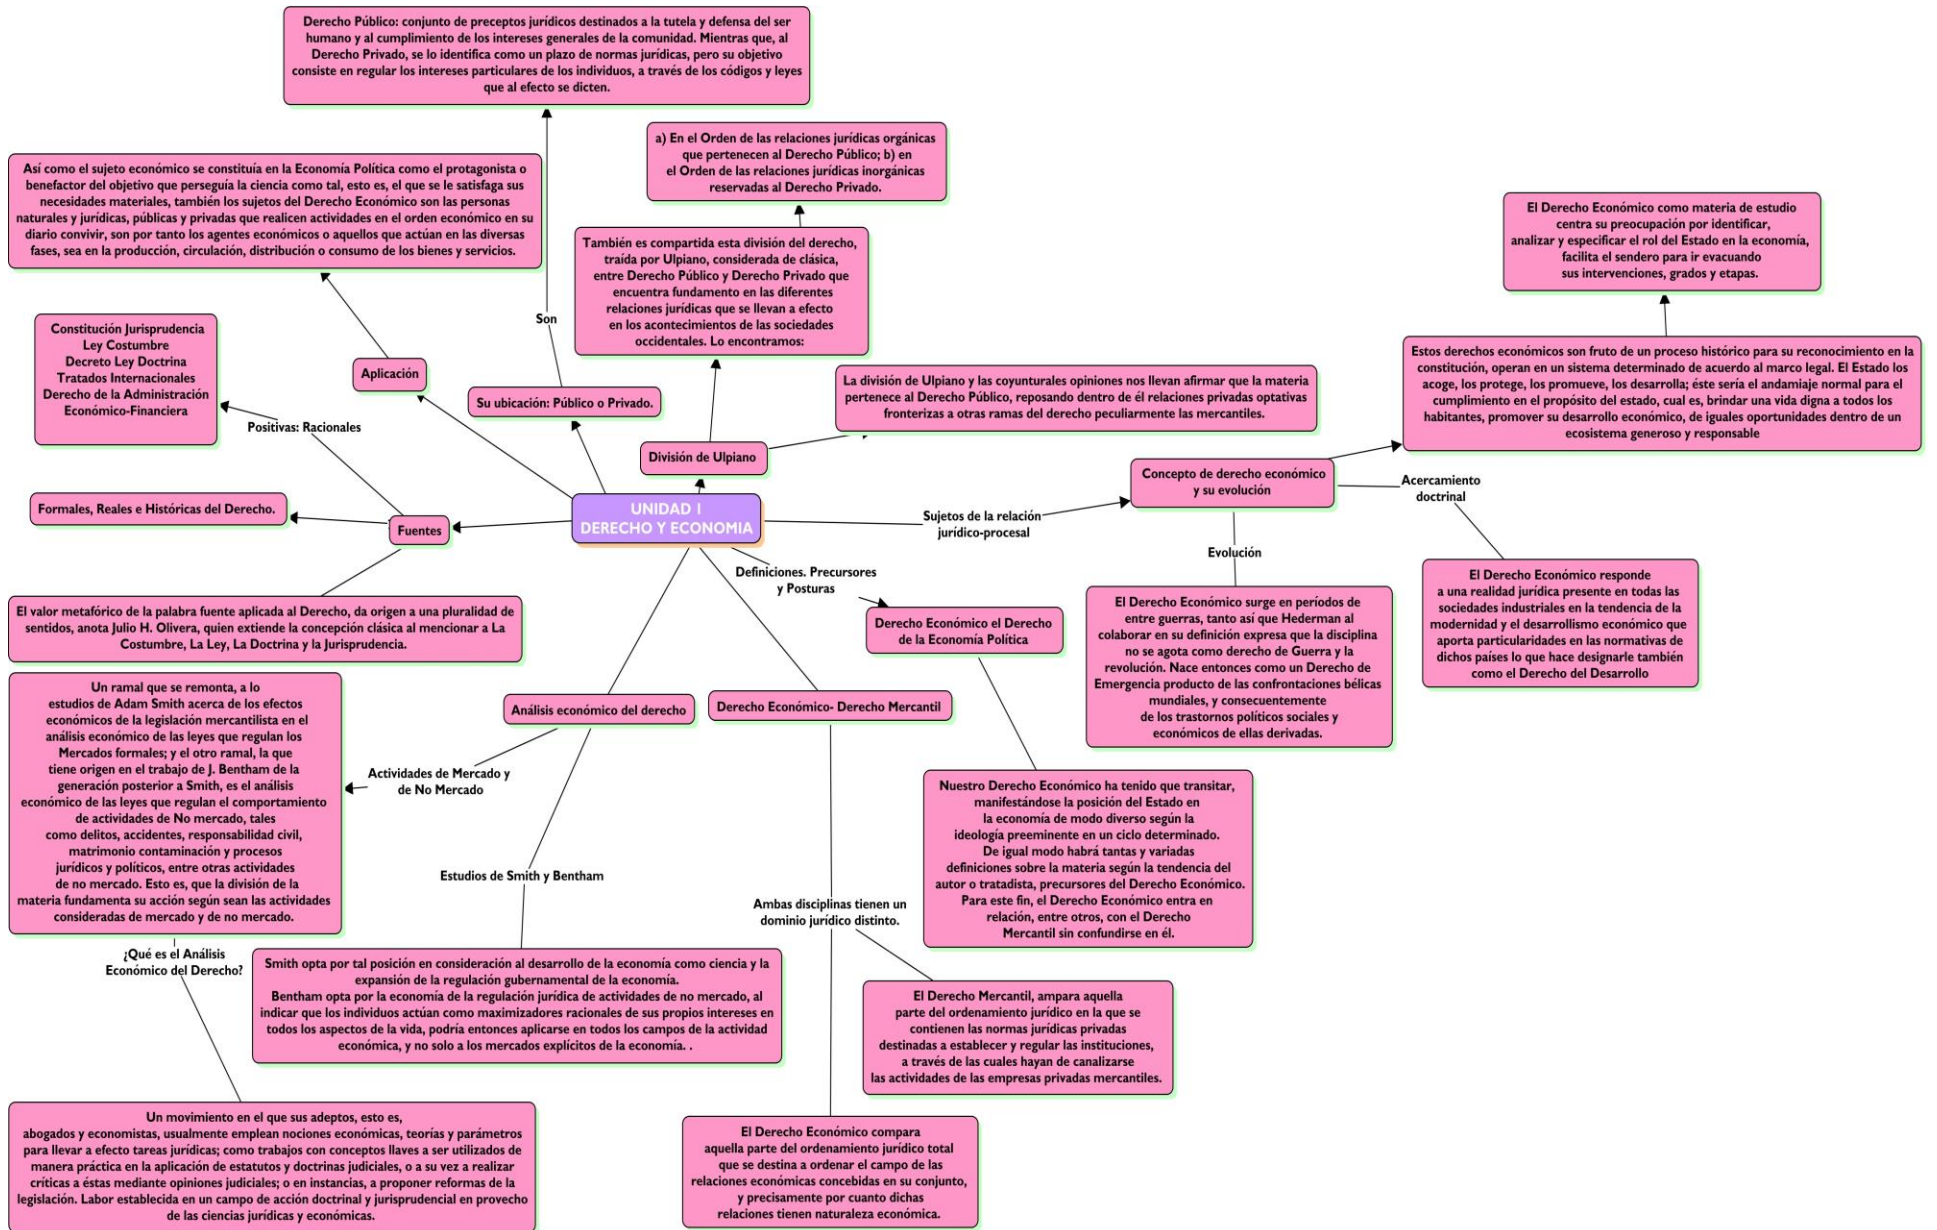 Derecho Público: conjunto de preceptos jurídicos destinados a la tutela y defensa del ser
humano y al cumplimiento de los intereses generales de la comunidad. Mientras que, al
Derecho Privado, se lo identifica como un plazo de normas jurídicas, pero su objetivo
consiste en regular los intereses particulares de los individuos, a través de los códigos y leyes
que al efecto se dicten.
a) En el Orden de las relaciones jurídicas orgánicas
que pertenecen al Derecho Público; b) en
el Orden de las relaciones jurídicas inorgánicas
reservadas al Derecho Privado.
Así como el sujeto económico se constituía en la Economía Política como el protagonista o
benefactor del objetivo que perseguía la ciencia como tal, esto es, el que se le satisfaga sus
necesidades materiales, también los sujetos del Derecho Económico son las personas
naturales y jurídicas, públicas y privadas que realicen actividades en el orden económico en su
diario convivir, son por tanto los agentes económicos o aquellos que actúan en las diversas
fases, sea en la producción, circulación, distribución o consumo de los bienes y servicios.
El Derecho Económico como materia de estudio
centra su preocupación por identificar,
analizar y especificar el rol del Estado en la economía,
facilita el sendero para ir evacuando
sus intervenciones, grados y etapas.
También es compartida esta división del derecho,
traída por Ulpiano, considerada de clásica,
entre Derecho Público y Derecho Privado que
encuentra fundamento en las diferentes
relaciones jurídicas que se llevan a efecto
en los acontecimientos de las sociedades
occidentales. Lo encontramos:
Son
Constitución Jurisprudencia
Ley Costumbre
Decreto Ley Doctrina
Tratados Internacionales
Derecho de la Administración
Económico-Financiera
Aplicación
Su ubicación: Público o Privado.
La división de Ulpiano y las coyunturales opiniones nos llevan afirmar que la materia
pertenece al Derecho Público, reposando dentro de él relaciones privadas optativas
fronterizas a otras ramas del derecho peculiarmente las mercantiles.
Estos derechos económicos son fruto de un proceso histórico para su reconocimiento en la
constitución, operan en un sistema determinado de acuerdo al marco legal. El Estado los
acoge, los protege, los promueve, los desarrolla; éste sería el andamiaje normal para el
cumplimiento en el propósito del estado, cual es, brindar una vida digna a todos los
habitantes, promover su desarrollo económico, de iguales oportunidades dentro de un
ecosistema generoso y responsable
Positivas: Racionales
División de Ulpiano
Concepto de derecho económico
y su evolución
Acercamiento
doctrinal
Formales, Reales e Históricas del Derecho.
Fuentes
UNIDAD I
DERECHO Y ECONOMIA
Sujetos de la relación
jurídico-procesal
Evolución
Definiciones. Precursores
y Posturas
El Derecho Económico responde
a una realidad jurídica presente en todas las
sociedades industriales en la tendencia de la
modernidad y el desarrollismo económico que
aporta particularidades en las normativas de
dichos países lo que hace designarle también
como el Derecho del Desarrollo
El valor metafórico de la palabra fuente aplicada al Derecho, da origen a una pluralidad de
sentidos, anota Julio H. Olivera, quien extiende la concepción clásica al mencionar a La
Costumbre, La Ley, La Doctrina y la Jurisprudencia.
Derecho Económico el Derecho
de la Economía Política
El Derecho Económico surge en períodos de
entre guerras, tanto así que Hederman al
colaborar en su definición expresa que la disciplina
no se agota como derecho de Guerra y la
revolución. Nace entonces como un Derecho de
Emergencia producto de las confrontaciones bélicas
mundiales, y consecuentemente
de los trastornos políticos sociales y
económicos de ellas derivadas.
Un ramal que se remonta, a lo
estudios de Adam Smith acerca de los efectos
económicos de la legislación mercantilista en el
análisis económico de las leyes que regulan los
Mercados formales; y el otro ramal, la que
tiene origen en el trabajo de J. Bentham de la
generación posterior a Smith, es el análisis
económico de las leyes que regulan el comportamiento
de actividades de No mercado, tales
como delitos, accidentes, responsabilidad civil,
matrimonio contaminación y procesos
jurídicos y políticos, entre otras actividades
de no mercado. Esto es, que la división de la
materia fundamenta su acción según sean las actividades
consideradas de mercado y de no mercado.
Análisis económico del derecho
Derecho Económico- Derecho Mercantil
Actividades de Mercado y
de No Mercado
Nuestro Derecho Económico ha tenido que transitar,
manifestándose la posición del Estado en
la economía de modo diverso según la
ideología preeminente en un ciclo determinado.
De igual modo habrá tantas y variadas
definiciones sobre la materia según la tendencia del
autor o tratadista, precursores del Derecho Económico.
Para este fin, el Derecho Económico entra en
relación, entre otros, con el Derecho
Mercantil sin confundirse en él.
Estudios de Smith y Bentham
Ambas disciplinas tienen un
dominio jurídico distinto.
¿Qué es el Análisis
Económico del Derecho?
Smith opta por tal posición en consideración al desarrollo de la economía como ciencia y la
expansión de la regulación gubernamental de la economía.
Bentham opta por la economía de la regulación jurídica de actividades de no mercado, al
indicar que los individuos actúan como maximizadores racionales de sus propios intereses en
todos los aspectos de la vida, podría entonces aplicarse en todos los campos de la actividad
económica, y no solo a los mercados explícitos de la economía. .
El Derecho Mercantil, ampara aquella
parte del ordenamiento jurídico en la que se
contienen las normas jurídicas privadas
destinadas a establecer y regular las instituciones,
a través de las cuales hayan de canalizarse
las actividades de las empresas privadas mercantiles.
Un movimiento en el que sus adeptos, esto es,
abogados y economistas, usualmente emplean nociones económicas, teorías y parámetros
para llevar a efecto tareas jurídicas; como trabajos con conceptos llaves a ser utilizados de
manera práctica en la aplicación de estatutos y doctrinas judiciales, o a su vez a realizar
críticas a éstas mediante opiniones judiciales; o en instancias, a proponer reformas de la
legislación. Labor establecida en un campo de acción doctrinal y jurisprudencial en provecho
de las ciencias jurídicas y económicas.
El Derecho Económico compara
aquella parte del ordenamiento jurídico total
que se destina a ordenar el campo de las
relaciones económicas concebidas en su conjunto,
y precisamente por cuanto dichas
relaciones tienen naturaleza económica.